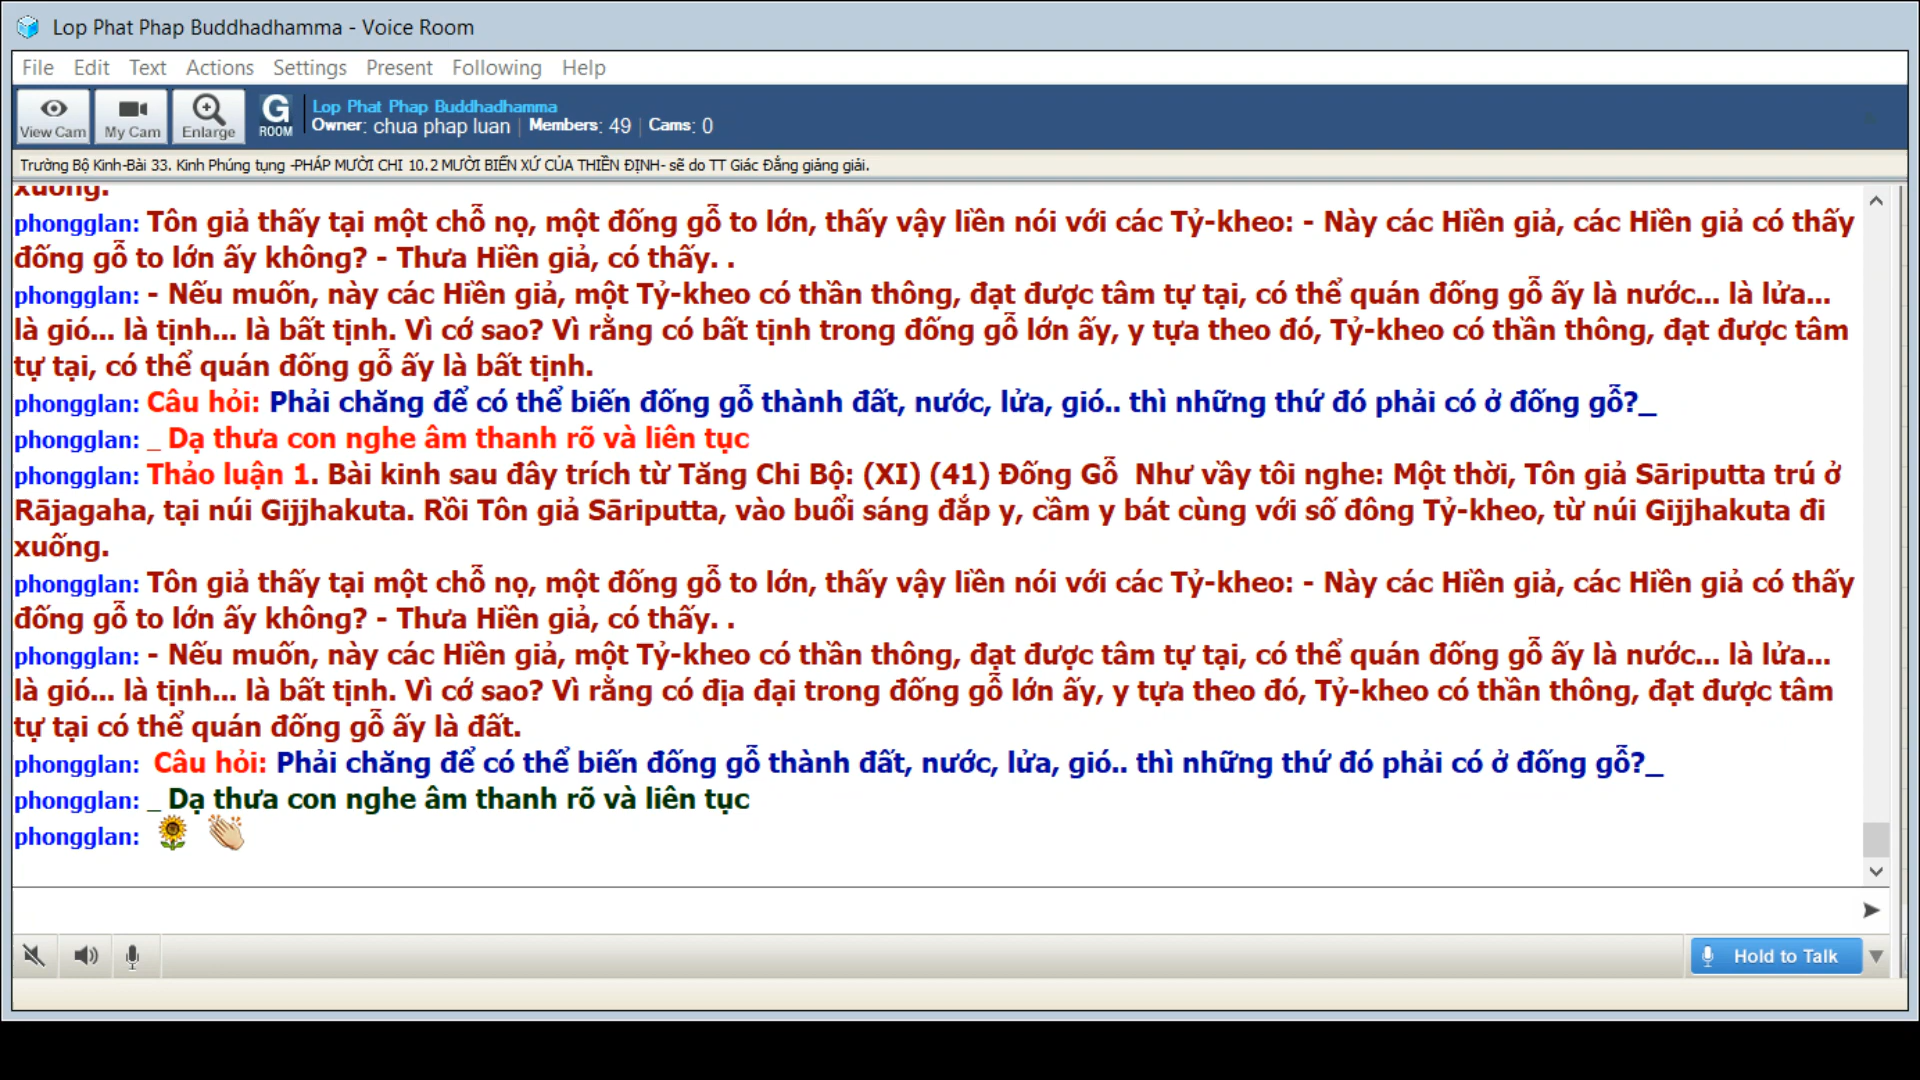 Lop Phat Phap Buddhadhamma - Voice Room
File Edit Text Actions Settings Present Following Help
View Cam My Cam Enlarge G ROOM Lop Phat Phap Buddhadhamma
Owner: chua phap luan | Members: 49 | Cams: 0
Trường Bộ Kinh-Bài 33. Kinh Phúng tụng -PHÁP MƯỜI CHI 10.2 MƯỜI BIẾN XỨ CỦA THIỀN ĐỊNH- sẽ do TT Giác Đẳng giảng giải.
xuống.
phongglan: Tôn giả thấy tại một chỗ nọ, một đống gỗ to lớn, thấy vậy liền nói với các Tỷ-kheo: - Này các Hiền giả, các Hiền giả có thấy
đống gỗ to lớn ấy không? - Thưa Hiền giả, có thấy. .
phongglan: - Nếu muốn, này các Hiền giả, một Tỷ-kheo có thần thông, đạt được tâm tự tại, có thể quán đống gỗ ấy là nước... là lửa...
là gió... là tịnh... là bất tịnh. Vì cớ sao? Vì rằng có bất tịnh trong đống gỗ lớn ấy, y tựa theo đó, Tỷ-kheo có thần thông, đạt được tâm
tự tại, có thể quán đống gỗ ấy là bất tịnh.
phongglan: Câu hỏi: Phải chăng để có thể biến đống gỗ thành đất, nước, lửa, gió.. thì những thứ đó phải có ở đống gỗ?_
phongglan: _ Dạ thưa con nghe âm thanh rõ và liên tục
phongglan: Thảo luận 1. Bài kinh sau đây trích từ Tăng Chi Bộ: (XI) (41) Đống Gỗ  Như vầy tôi nghe: Một thời, Tôn giả Sāriputta trú ở
Rājagaha, tại núi Gijjhakuta. Rồi Tôn giả Sāriputta, vào buổi sáng đắp y, cầm y bát cùng với số đông Tỷ-kheo, từ núi Gijjhakuta đi
xuống.
phongglan: Tôn giả thấy tại một chỗ nọ, một đống gỗ to lớn, thấy vậy liền nói với các Tỷ-kheo: - Này các Hiền giả, các Hiền giả có thấy
đống gỗ to lớn ấy không? - Thưa Hiền giả, có thấy. .
phongglan: - Nếu muốn, này các Hiền giả, một Tỷ-kheo có thần thông, đạt được tâm tự tại, có thể quán đống gỗ ấy là nước... là lửa...
là gió... là tịnh... là bất tịnh. Vì cớ sao? Vì rằng có địa đại trong đống gỗ lớn ấy, y tựa theo đó, Tỷ-kheo có thần thông, đạt được tâm
tự tại có thể quán đống gỗ ấy là đất.
phongglan: Câu hỏi: Phải chăng để có thể biến đống gỗ thành đất, nước, lửa, gió.. thì những thứ đó phải có ở đống gỗ?_
phongglan: _ Dạ thưa con nghe âm thanh rõ và liên tục
phongglan:
Hold to Talk